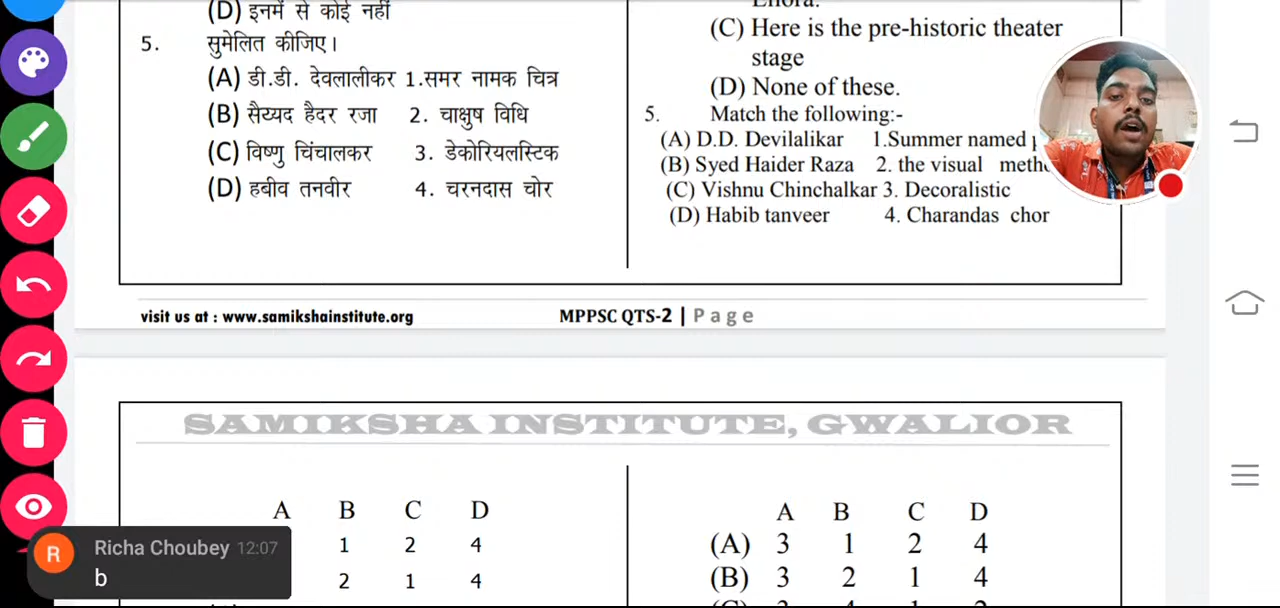 (D) इनमें से कोई नहीं
5. सुमेलित कीजिए।
(A) डी.डी. देवलालीकर 1.समर नामक चित्र
(B) सैय्यद हैदर रजा 2. चाक्षुष विधि
(C) विष्णु चिंचालकर 3. डेकोरियलस्टिक
(D) हबीव तनवीर 4. चरनदास चोर
(C) Here is the pre-historic theater
stage
(D) None of these.
5. Match the following:-
(A) D.D. Devilalikar 1.Summer named
(B) Syed Haider Raza 2. the visual
(C) Vishnu Chinchalkar 3. Decoralistic
(D) Habib tanveer 4. Charandas chor
visit us at : www.samikshainstitute.org MPPSC QTS-2 | Page
SAMIKSHA INSTITUTE, GWALIOR
A B C D
1 2 4
2 1 4
A B C D
(A) 3 1 2 4
(B) 3 2 1 4
R Richa Choubey 12:07
b